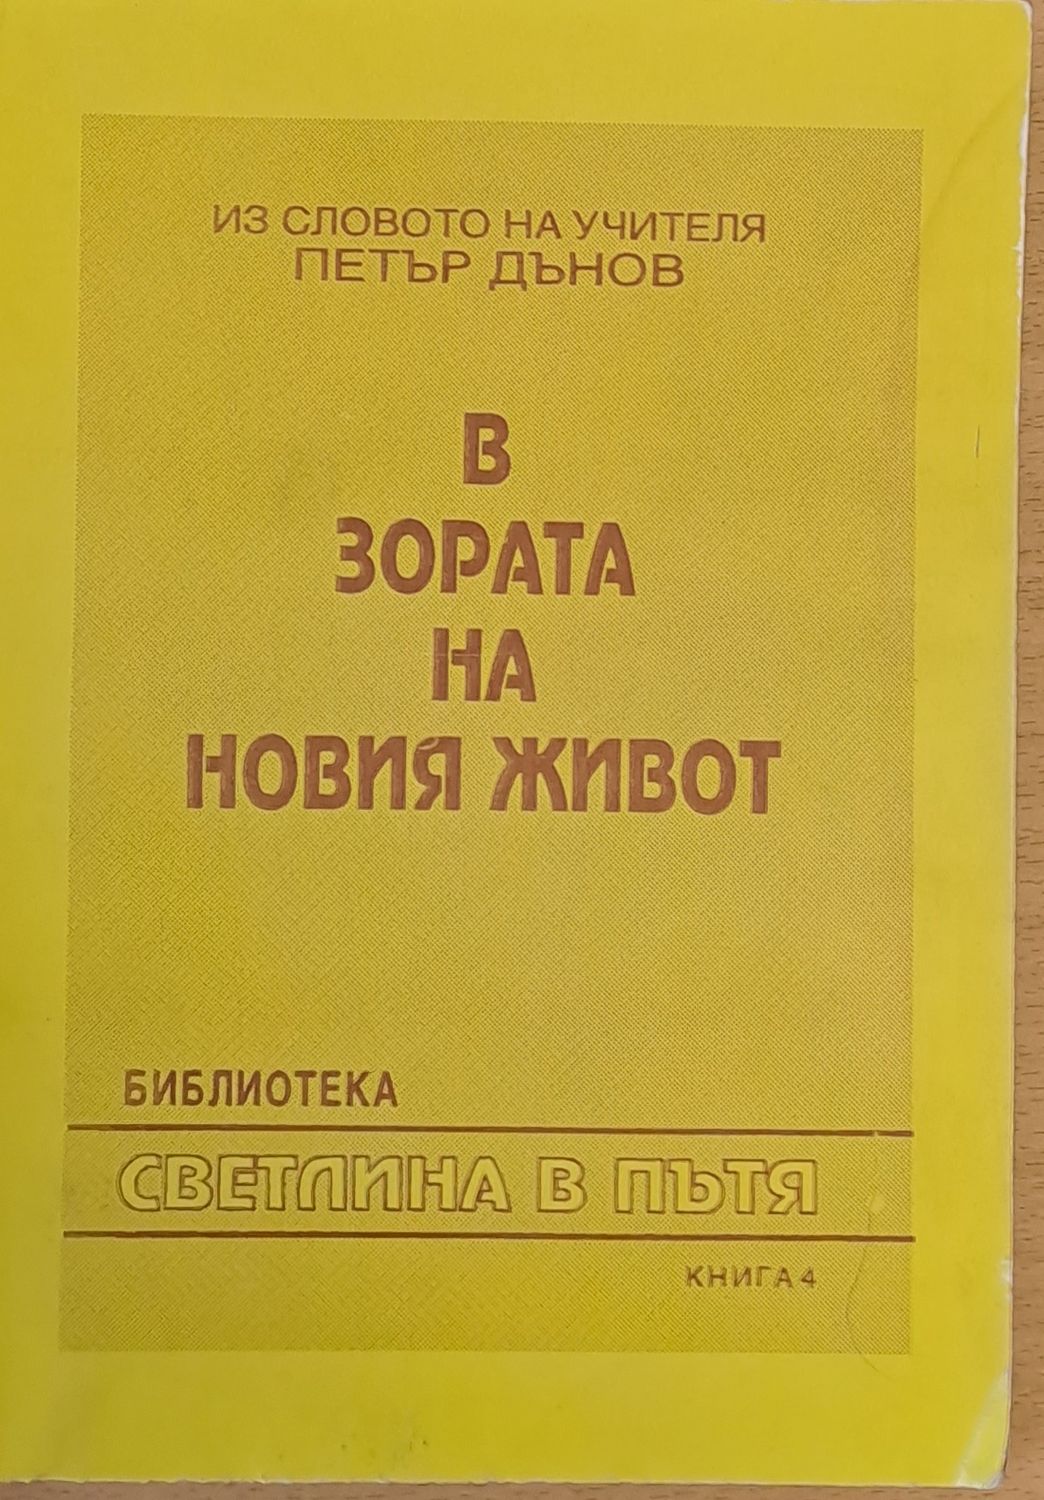 ИЗ СЛОВОТО НА УЧИТЕЛЯ
ПЕТЪР ДЪНОВ
В
ЗОРАТА
НА
НОВИЯ ЖИВОТ
БИБЛИОТЕКА
СВЕТЛИНА В ПЪТЯ
КНИГА 4